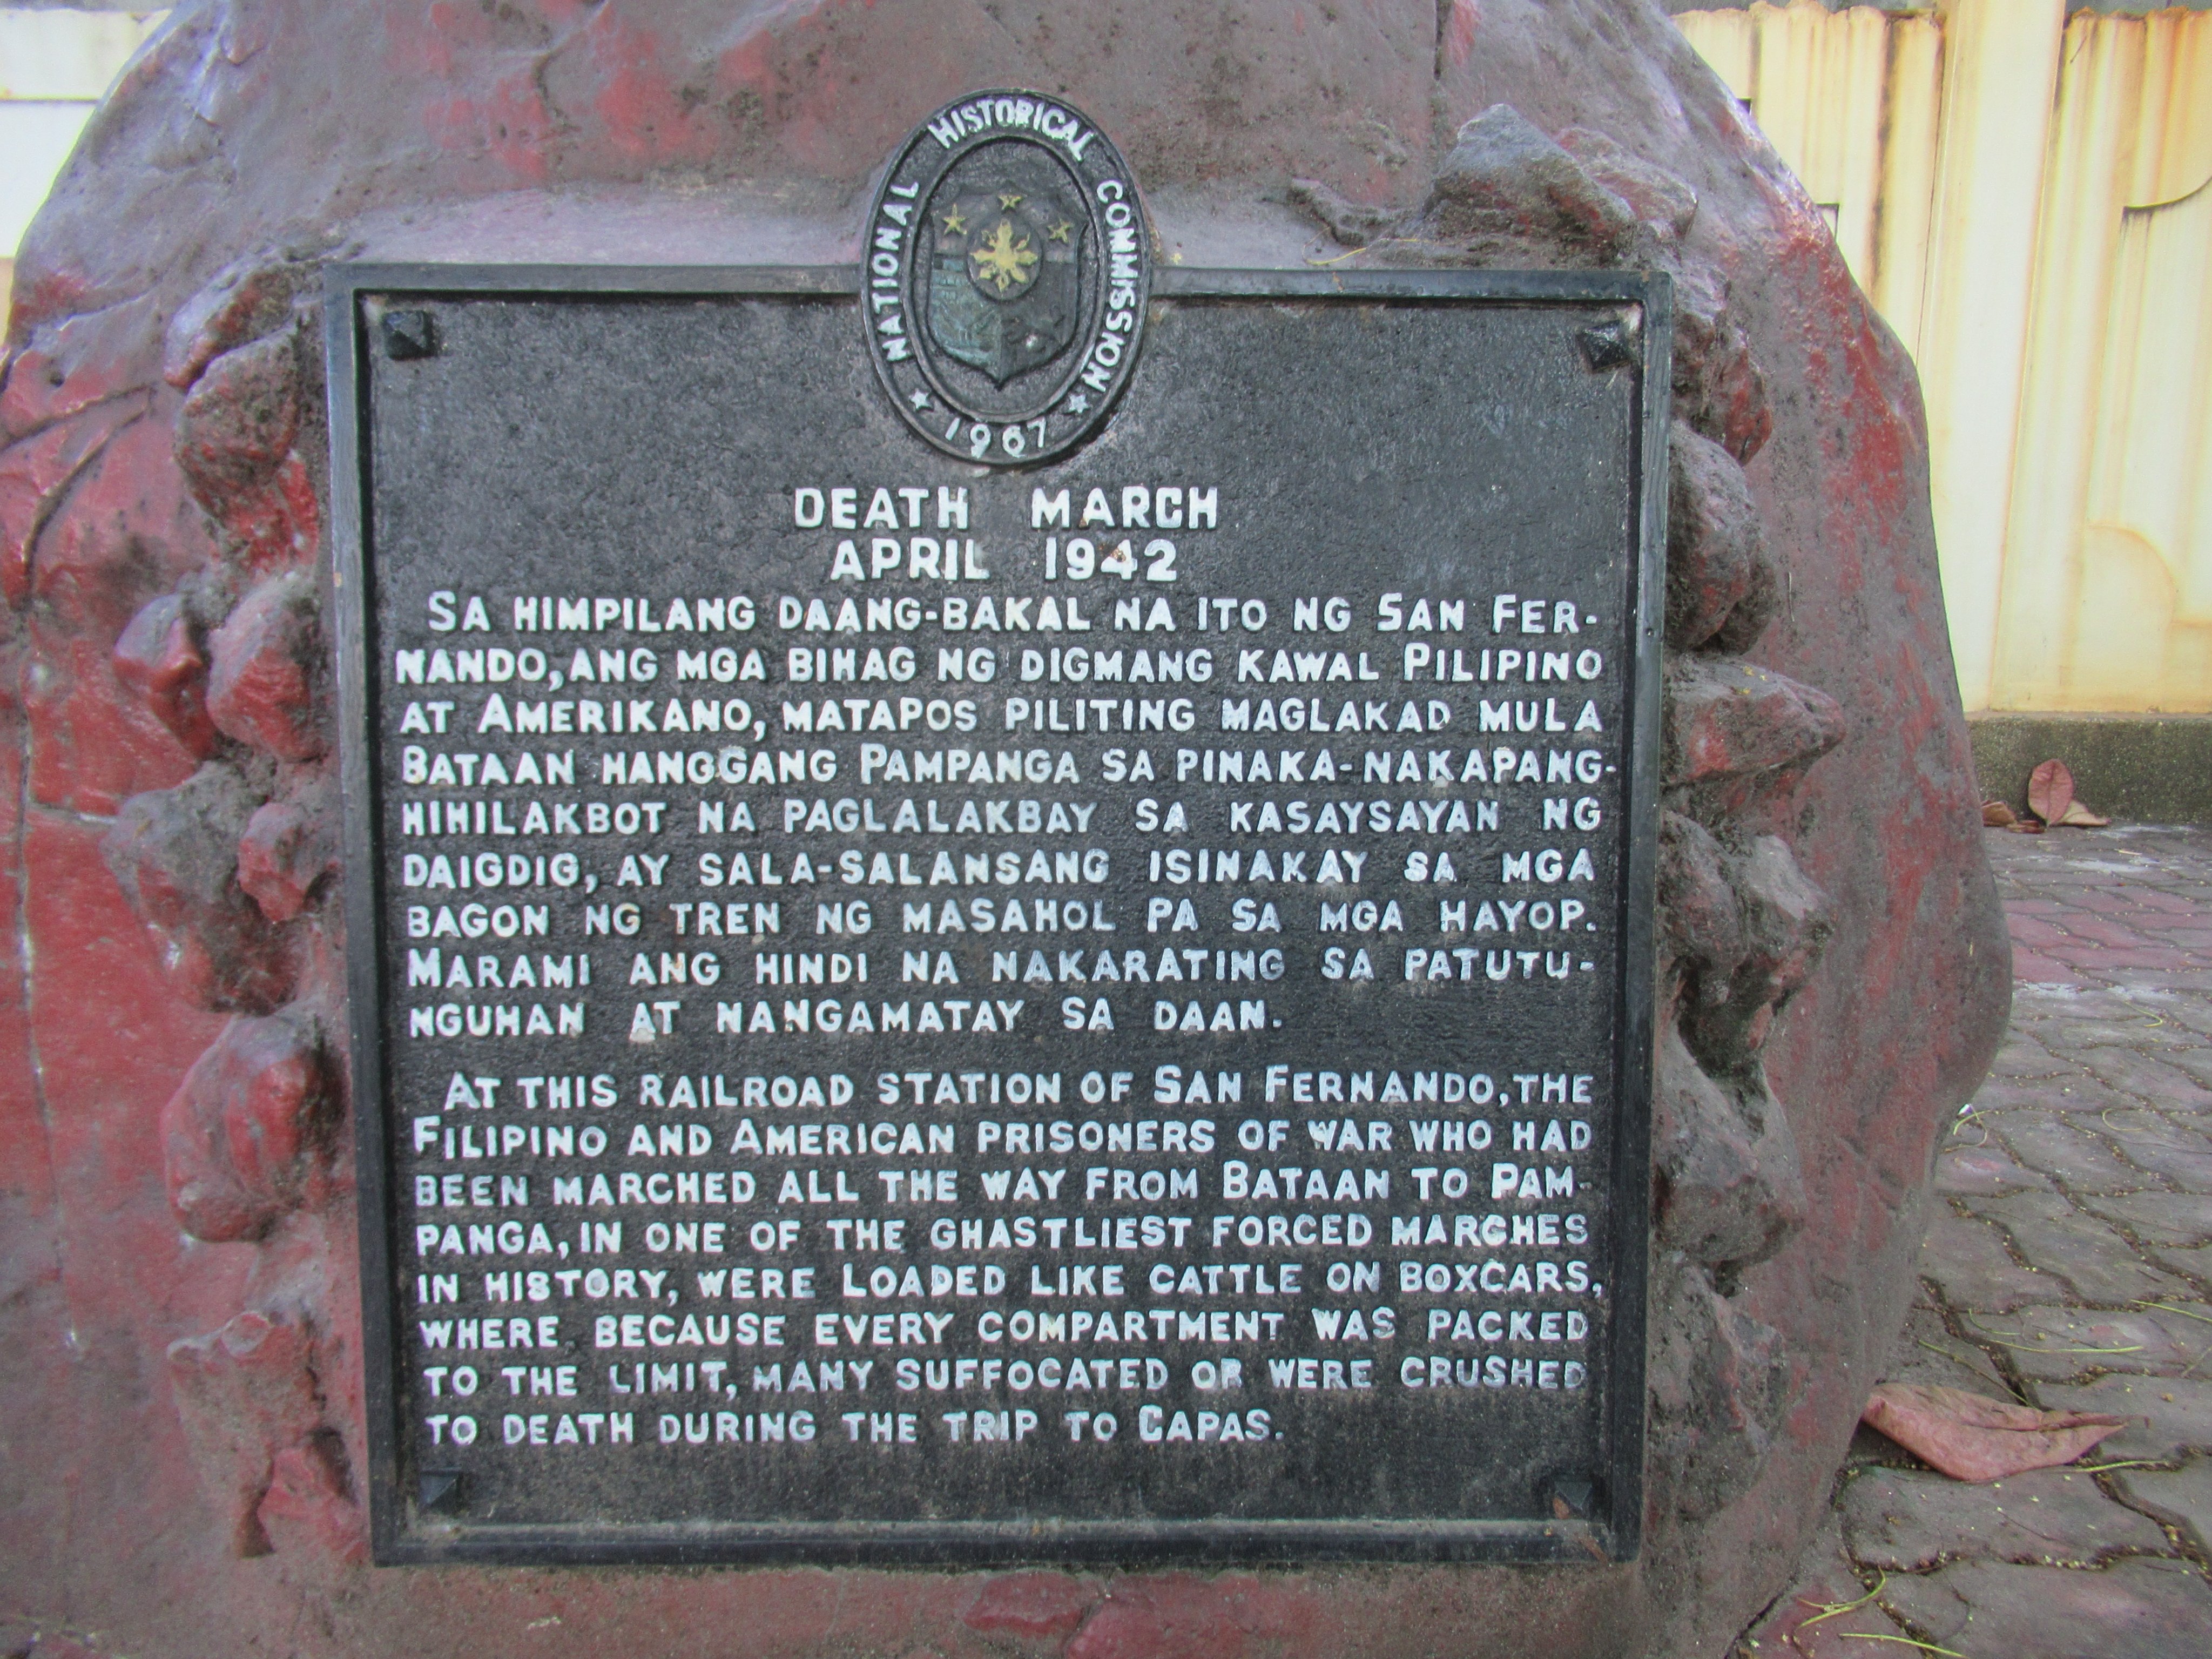 NATIONAL HISTORICAL COMMISSION
1967
DEATH MARCH
APRIL 1942
SA HIMPILANG DAANG-BAKAL NA ITO NG SAN FER-
NANDO, ANG MGA BIHAG NG DIGMANG KAWAL PILIPINO
AT AMERIKANO, MATAPOS PILITING MAGLAKAD MULA
BATAAN HANGGANG PAMPANGA SA PINAKA-NAKAPANG-
HIHILAKBOT NA PAGLALAKBAY SA KASAYSAYAN NG
DAIGDIG, AY SALA-SALANSANG ISINAKAY SA MGA
BAGON NG TREN NG MASAHOL PA SA MGA HAYOP.
MARAMI ANG HINDI NA NAKARATING SA PATUTU-
NGUHAN AT NANGAMATAY SA DAAN.
AT THIS RAILROAD STATION OF SAN FERNANDO, THE
FILIPINO AND AMERICAN PRISONERS OF WAR WHO HAD
BEEN MARCHED ALL THE WAY FROM BATAAN TO PAM-
PANGA, IN ONE OF THE GHASTLIEST FORCED MARCHES
IN HISTORY, WERE LOADED LIKE CATTLE ON BOXCARS,
WHERE BECAUSE EVERY COMPARTMENT WAS PACKED
TO THE LIMIT, MANY SUFFOCATED OR WERE CRUSHED
TO DEATH DURING THE TRIP TO CAPAS.